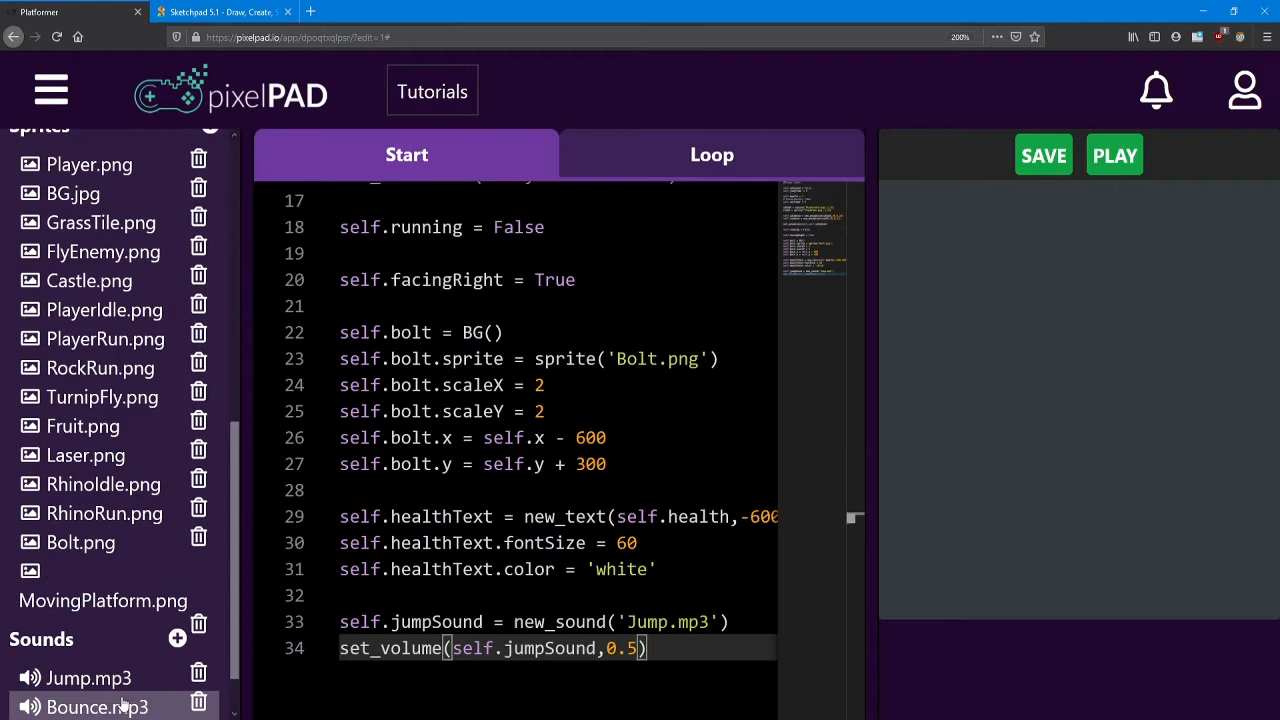 Platformer
Sketchpad 5.1 - Draw, Create, S
https://pixelpad.io/app/dpoqtxqlpsr/?edit=1#
200%
pixelPAD
Tutorials
Sprites
Player.png
BG.jpg
GrassPlatform.png
FlyEnemy.png
Castle.png
PlayerIdle.png
PlayerRun.png
RockRun.png
TurnipFly.png
Fruit.png
Laser.png
RhinoIdle.png
RhinoRun.png
Bolt.png
MovingPlatform.png
Sounds
Jump.mp3
Bounce.mp3
Start
Loop
17
18 self.running = False
19
20 self.facingRight = True
21
22 self.bolt = BG()
23 self.bolt.sprite = sprite('Bolt.png')
24 self.bolt.scaleX = 2
25 self.bolt.scaleY = 2
26 self.bolt.x = self.x - 600
27 self.bolt.y = self.y + 300
28
29 self.healthText = new_text(self.health,-600
30 self.healthText.fontSize = 60
31 self.healthText.color = 'white'
32
33 self.jumpSound = new_sound('Jump.mp3')
34 set_volume(self.jumpSound,0.5)
SAVE
PLAY